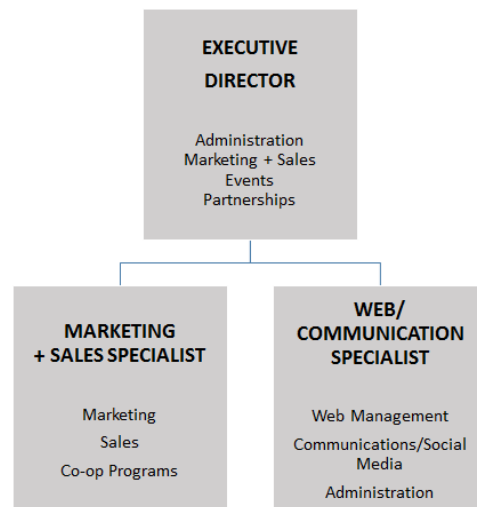 EXECUTIVE
DIRECTOR
Administration
Marketing + Sales
Events
Partnerships
MARKETING
+ SALES SPECIALIST
Marketing
Sales
Co-op Programs
WEB/
COMMUNICATION
SPECIALIST
Web Management
Communications/Social
Media
Administration